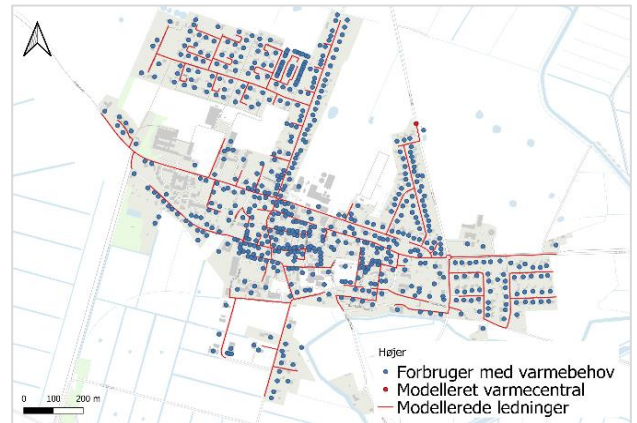 Højer
Forbruger med varmebehov
Modelleret varmecentral
Modellerede ledninger
0 100 200 m